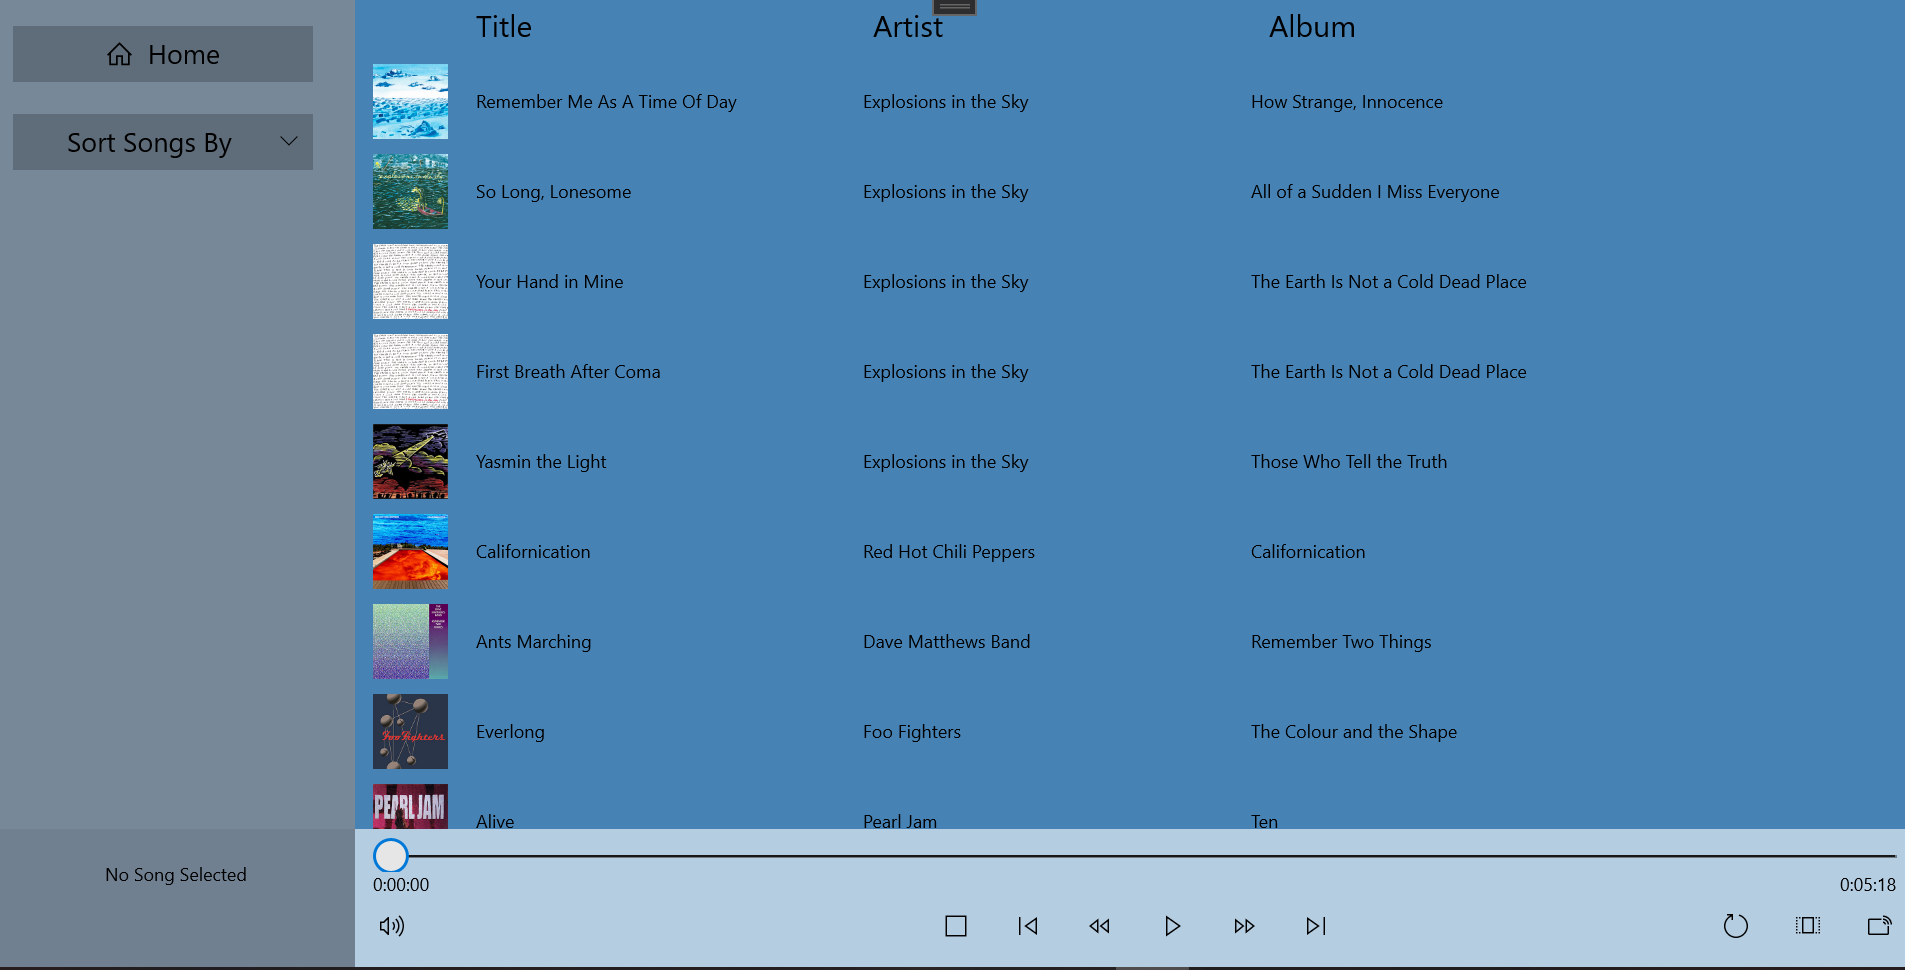 Home
Sort Songs By
Title Artist Album
Remember Me As A Time Of Day Explosions in the Sky How Strange, Innocence
So Long, Lonesome Explosions in the Sky All of a Sudden I Miss Everyone
Your Hand in Mine Explosions in the Sky The Earth Is Not a Cold Dead Place
First Breath After Coma Explosions in the Sky The Earth Is Not a Cold Dead Place
Yasmin the Light Explosions in the Sky Those Who Tell the Truth
Californication Red Hot Chili Peppers Californication
Ants Marching Dave Matthews Band Remember Two Things
Foo Fighters
Everlong Foo Fighters The Colour and the Shape
PEARL JAM
Alive Pearl Jam Ten
No Song Selected
0:00:00 0:05:18